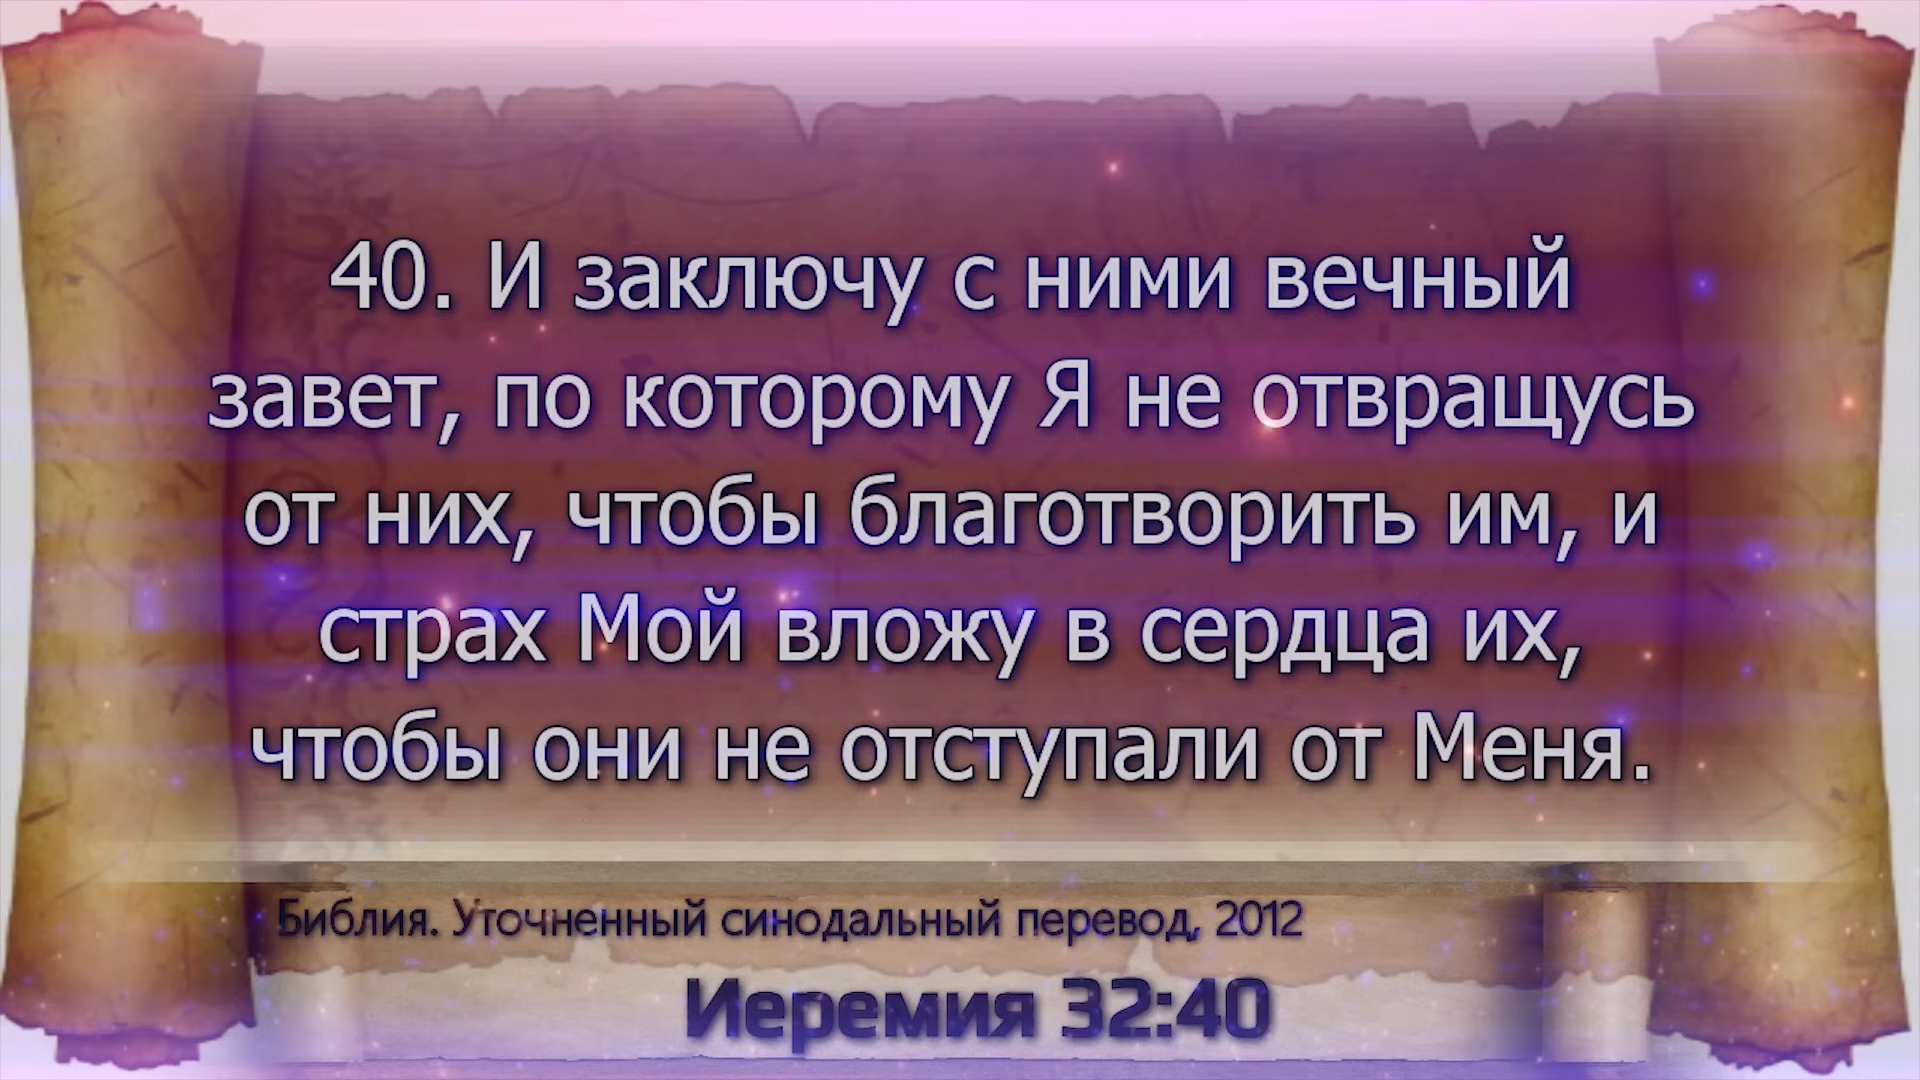 40. И заключу с ними вечный
завет, по которому Я не отвращусь
от них, чтобы благотворить им, и
страх Мой вложу в сердца их,
чтобы они не отступали от Меня.
Библия. Уточненный синодальный перевод, 2012
Иеремия 32:40